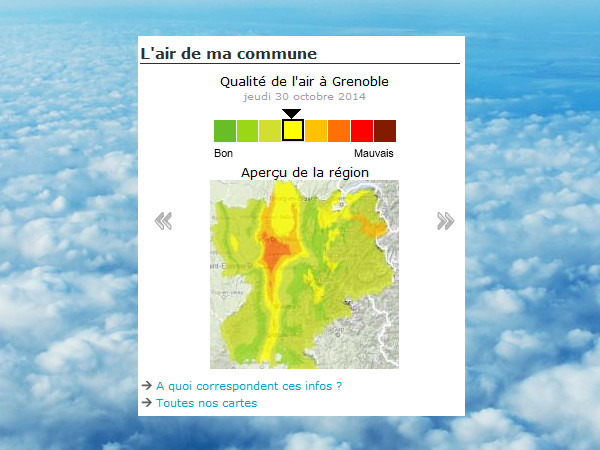 L'air de ma commune
Qualité de l'air à Grenoble
jeudi 30 octobre 2014
Bon Mauvais
Aperçu de la région
A quoi correspondent ces infos ?
Toutes nos cartes